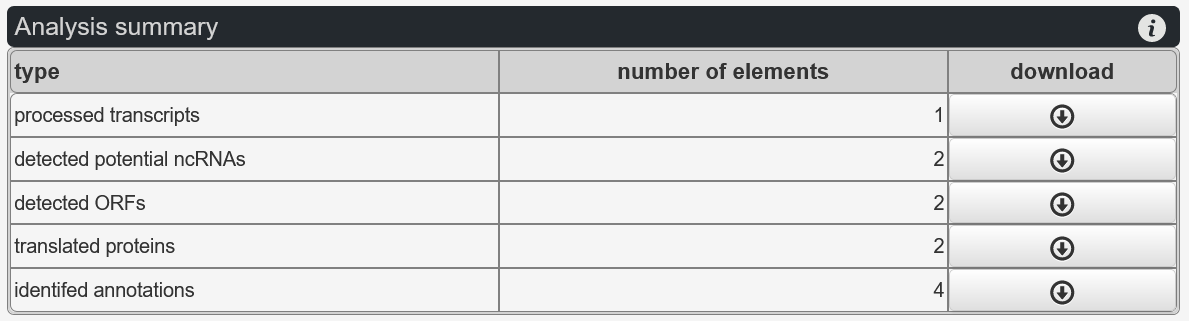 Analysis summary
type number of elements download
processed transcripts 1
detected potential ncRNAs 2
detected ORFs 2
translated proteins 2
identifed annotations 4